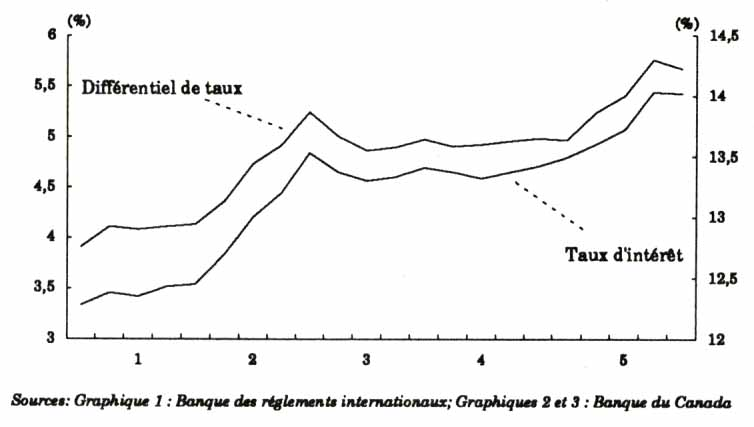 (%) (%)
6 14,5
5,5 14
Différentiel de taux
5 13,5
4,5
4 13
Taux d'intérêt
3,5 12,5
3 12
1 2 3 4 5
Sources: Graphique 1 : Banque des règlements internationaux; Graphiques 2 et 3 : Banque du Canada